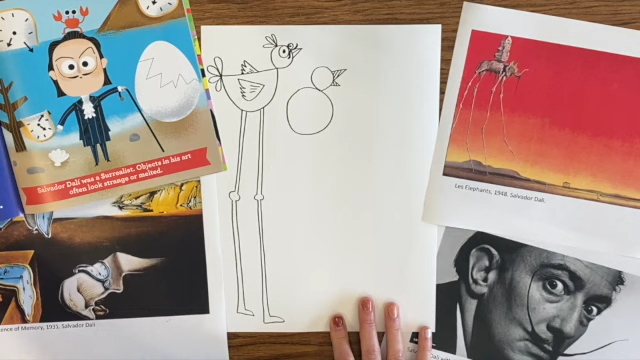 Salvador Dalí was a Surrealist. Objects in his art
often look strange or melted.
Les Elephants, 1948, Salvador Dali.
ence of Memory, 1931, Salvador Dali